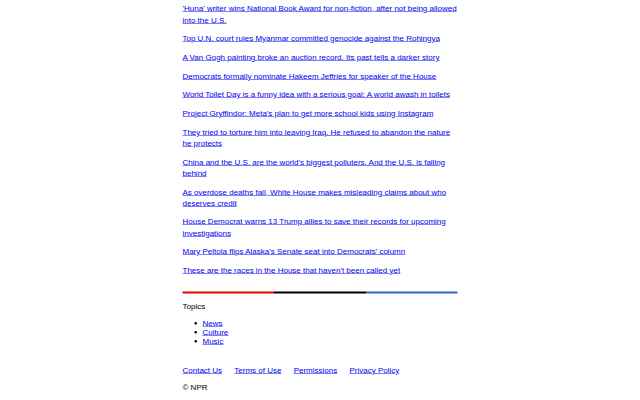 'Huna' writer wins National Book Award for non-fiction, after not being allowed
into the U.S.
Top U.N. court rules Myanmar committed genocide against the Rohingya
A Van Gogh painting broke an auction record. Its past tells a darker story
Democrats formally nominate Hakeem Jeffries for speaker of the House
World Toilet Day is a funny idea with a serious goal: A world awash in toilets
Project Gryffindor: Meta's plan to get more school kids using Instagram
They tried to torture him into leaving Iraq. He refused to abandon the nature
he protects
China and the U.S. are the world's biggest polluters. And the U.S. is falling
behind
As overdose deaths fall, White House makes misleading claims about who
deserves credit
House Democrat warns 13 Trump allies to save their records for upcoming
investigations
Mary Peltola flips Alaska's Senate seat into Democrats' column
These are the races in the House that haven't been called yet
Topics
News
Culture
Music
Contact Us Terms of Use Permissions Privacy Policy
© NPR